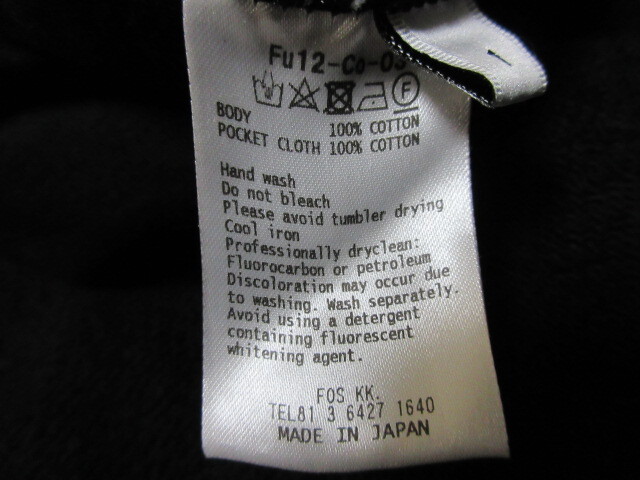 Fu12-Co-03
1
F
BODY 100% COTTON
POCKET CLOTH 100% COTTON
Hand wash
Do not bleach
Please avoid tumbler drying
Cool iron
Professionally dryclean:
Fluorocarbon or petroleum
Discoloration may occur due
to washing. Wash separately.
Avoid using a detergent
containing fluorescent
whitening agent.
FOS KK.
TEL81 3 6427 1640
MADE IN JAPAN